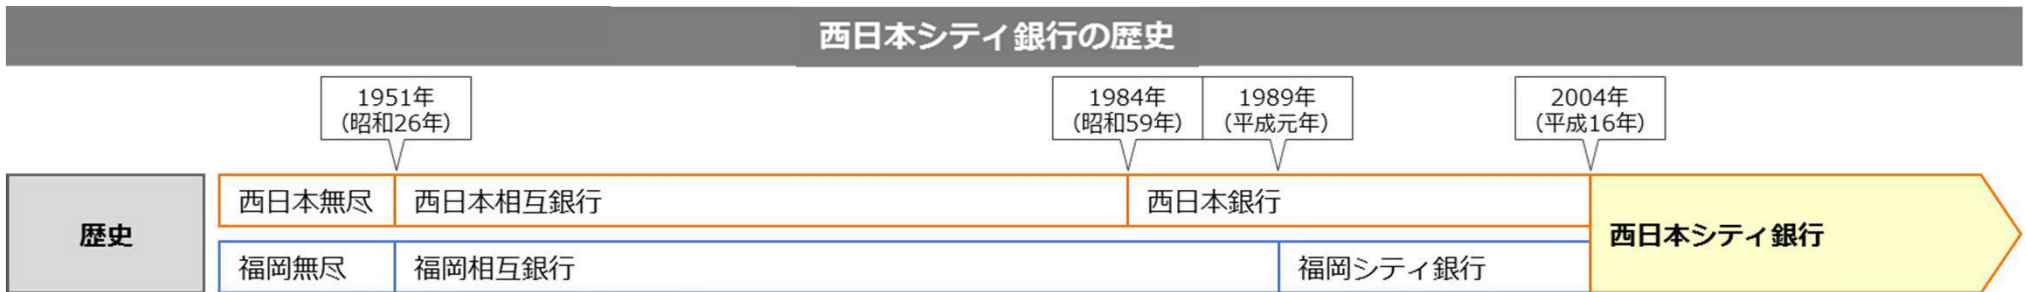 西日本シティ銀行の歴史
1951年
（昭和26年）
1984年
（昭和59年）
1989年
（平成元年）
2004年
（平成16年）
歴史
西日本無尽
西日本相互銀行
西日本銀行
西日本シティ銀行
福岡無尽
福岡相互銀行
福岡シティ銀行